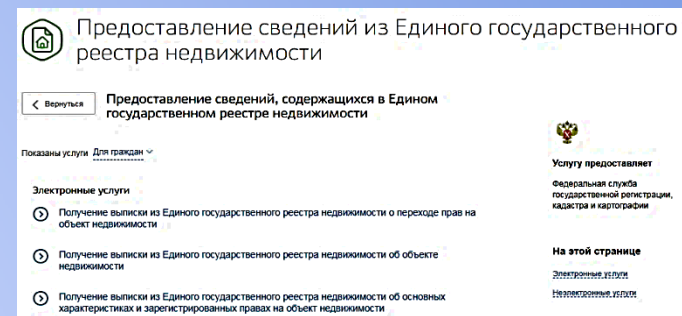 Предоставление сведений из Единого государственного
реестра недвижимости
Вернуться
Предоставление сведений, содержащихся в Едином
государственном реестре недвижимости
Показаны услуги Для граждан
Электронные услуги
Получение выписки из Единого государственного реестра недвижимости о переходе прав на
объект недвижимости
Получение выписки из Единого государственного реестра недвижимости об объекте
недвижимости
Получение выписки из Единого государственного реестра недвижимости об основных
характеристиках и зарегистрированных правах на объект недвижимости
Услугу предоставляет
Федеральная служба
государственной регистрации,
кадастра и картографии
На этой странице
Электронные услуги
Неэлектронные услуги